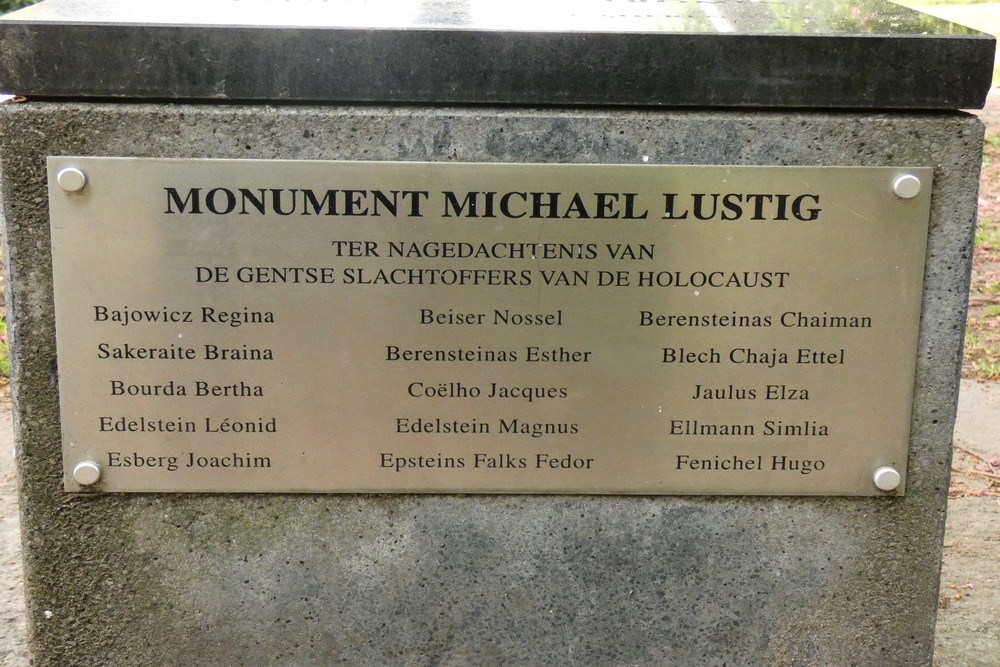 MONUMENT MICHAEL LUSTIG
TER NAGEDACHTENIS VAN
DE GENTSE SLACHTOFFERS VAN DE HOLOCAUST
Bajowicz Regina Beiser Nossel Berensteinas Chaiman
Sakeraite Braina Berensteinas Esther Blech Chaja Ettel
Bourda Bertha Coëlho Jacques Jaulus Elza
Edelstein Léonid Edelstein Magnus Ellmann Simlia
Esberg Joachim Epsteins Falks Fedor Fenichel Hugo